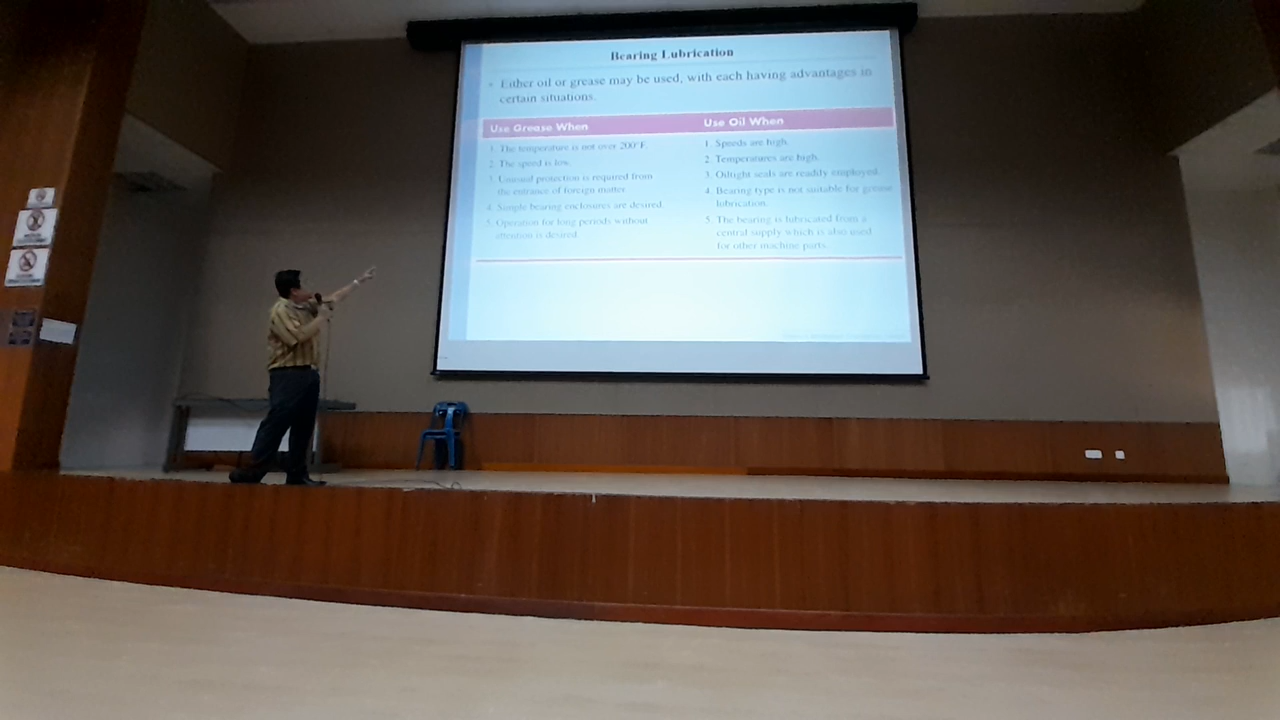 Bearing Lubrication
Either oil or grease may be used, with each having advantages in
certain situations.
Use Grease When
1. The temperature is not over 200°F.
2. The speed is low.
3. Unusual protection is required from
the entrance of foreign matter.
4. Simple bearing enclosures are desired.
5. Operation for long periods without
attention is desired.
Use Oil When
1. Speeds are high.
2. Temperatures are high.
3. Oiltight seals are readily employed.
4. Bearing type is not suitable for grease
lubrication.
5. The bearing is lubricated from a
central supply which is also used
for other machine parts.